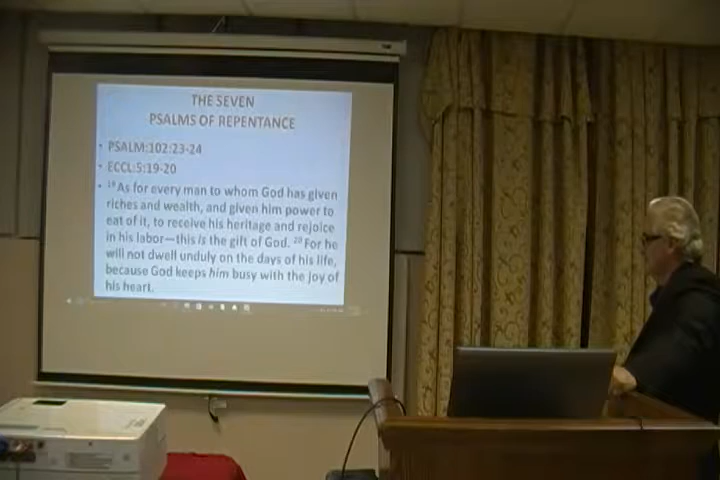 THE SEVEN
PSALMS OF REPENTANCE
• PSALM:102:23-24
• ECCL:5:19-20
• 19 As for every man to whom God has given
riches and wealth, and given him power to
eat of it, to receive his heritage and rejoice
in his labor—this is the gift of God. 20 For he
will not dwell unduly on the days of his life,
because God keeps him busy with the joy of
his heart.